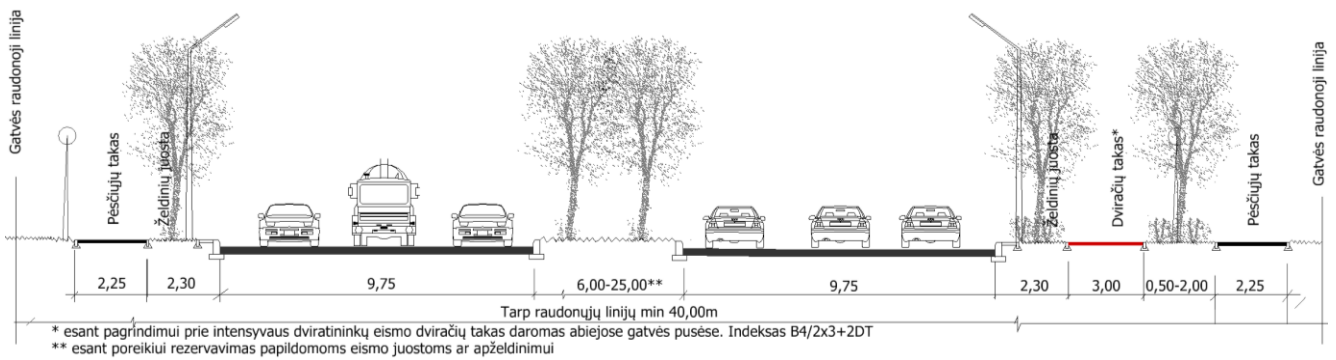 Gatvės raudonoji linija
Pėsčiųjų takas
Želdinių juosta
Želdinių juosta
Dviračių takas*
Pėsčiųjų takas
Gatvės raudonoji linija
2,25
2,30
9,75
6,00-25,00**
9,75
2,30
3,00
0,50-2,00
2,25
Tarp raudonųjų linijų min 40,00m
* esant pagrindimui prie intensyvaus dviratininkų eismo dviračių takas daromas abiejose gatvės pusėse. Indeksas B4/2x3+2DT
** esant poreikiui rezervavimas papildomoms eismo juostoms ar apželdinimui